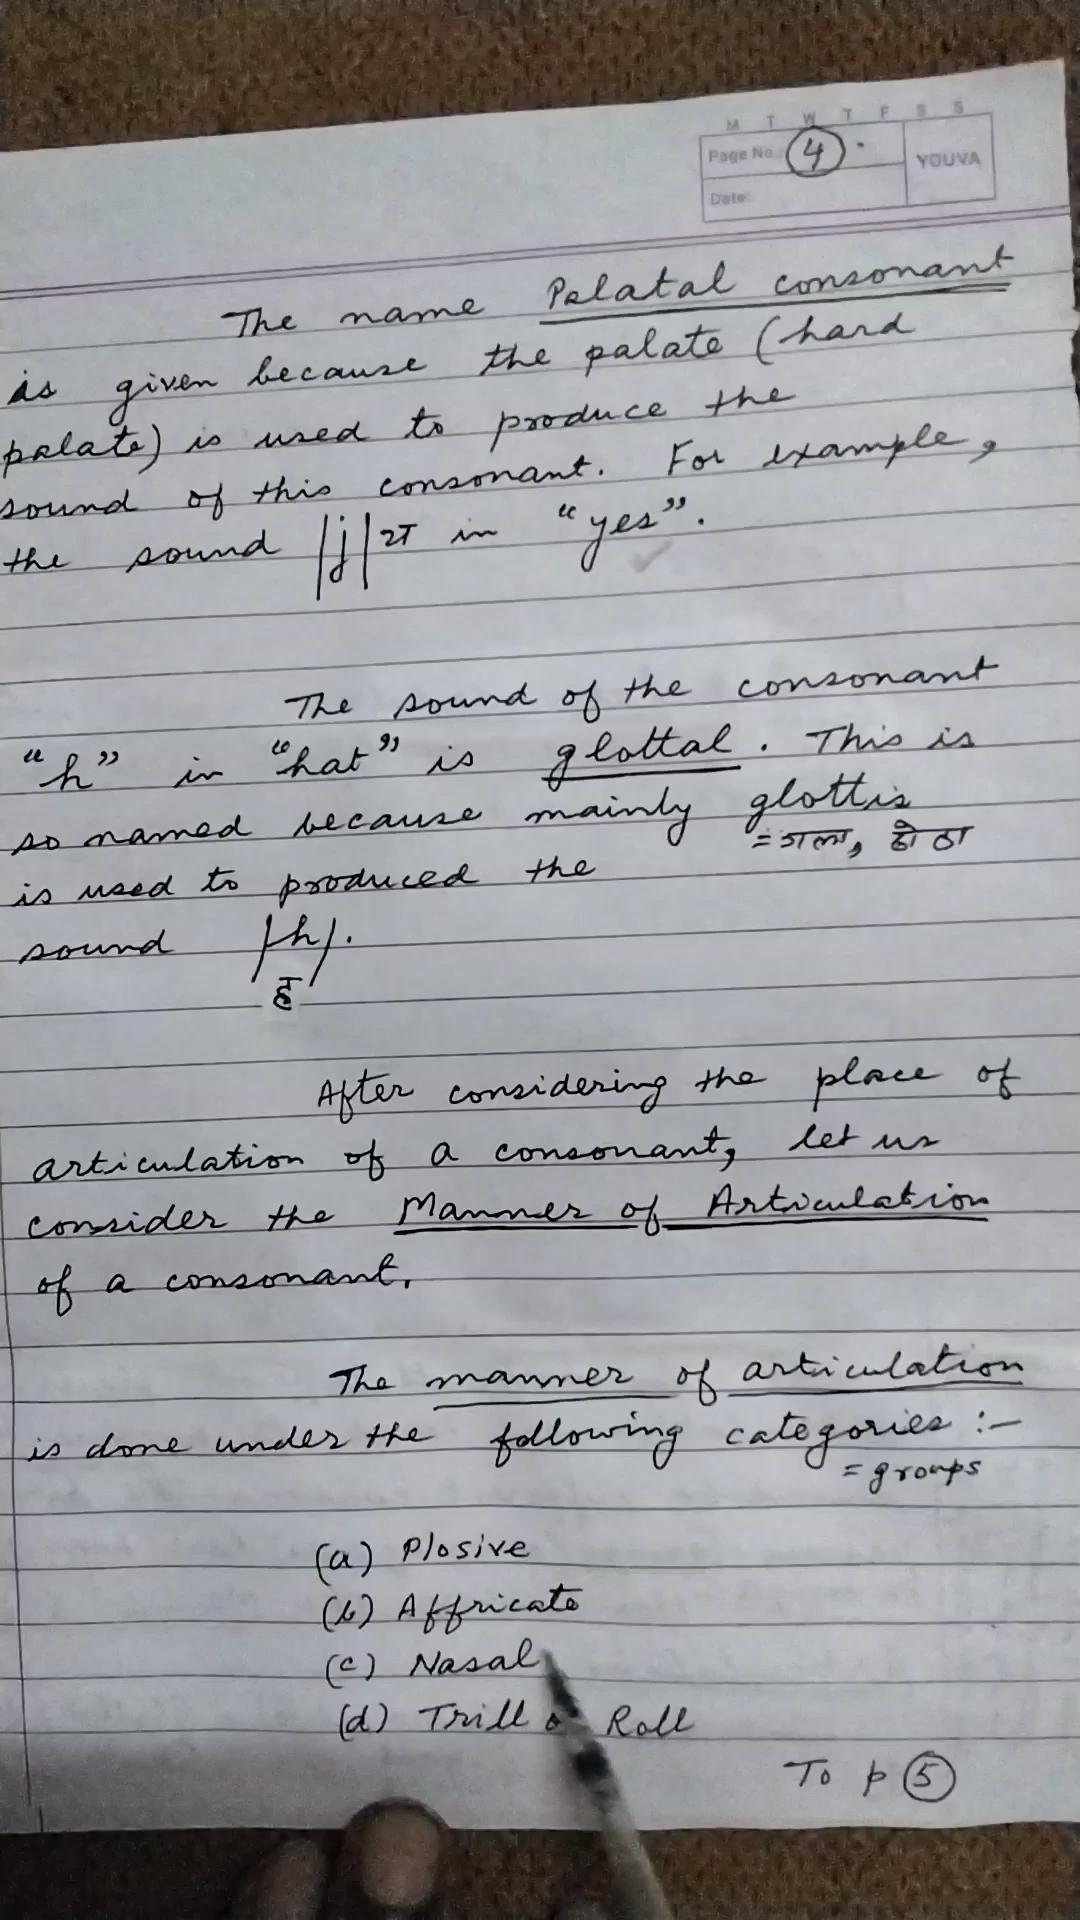 M T W T F S S
Page No. 4 YOUVA
Date:
The name Palatal consonant
is given because the palate (hard
palate) is used to produce the
sound of this consonant. For example,
the sound |j| य in "yes".
The sound of the consonant
"h" in "hat" is glottal. This is
so named because mainly glottis
= गला,
is used to produced the
sound /h/.
ह
After considering the place of
articulation of a consonant, let us
consider the Manner of Articulation
of a consonant.
The manner of articulation
is done under the following categories :-
= groups
(a) Plosive
(b) Affricate
(c) Nasal
(d) Trill Roll
To p 5